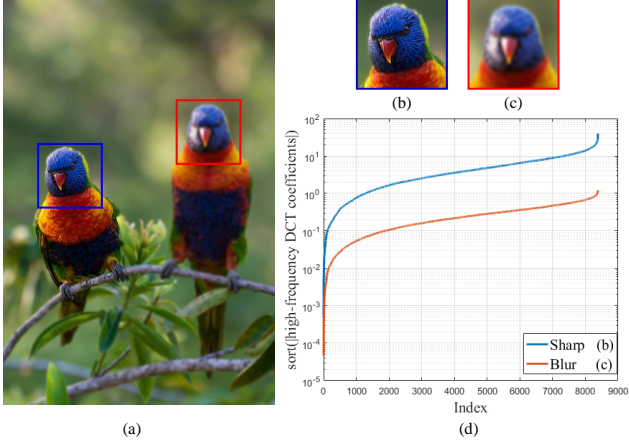 (b)
(c)
10^2
10^1
10^0
10^-1
10^-2
10^-3
10^-4
10^-5
sort(|high-frequency DCT coefficients|)
Sharp (b)
Blur (c)
0 1000 2000 3000 4000 5000 6000 7000 8000 9000
Index
(a)
(d)